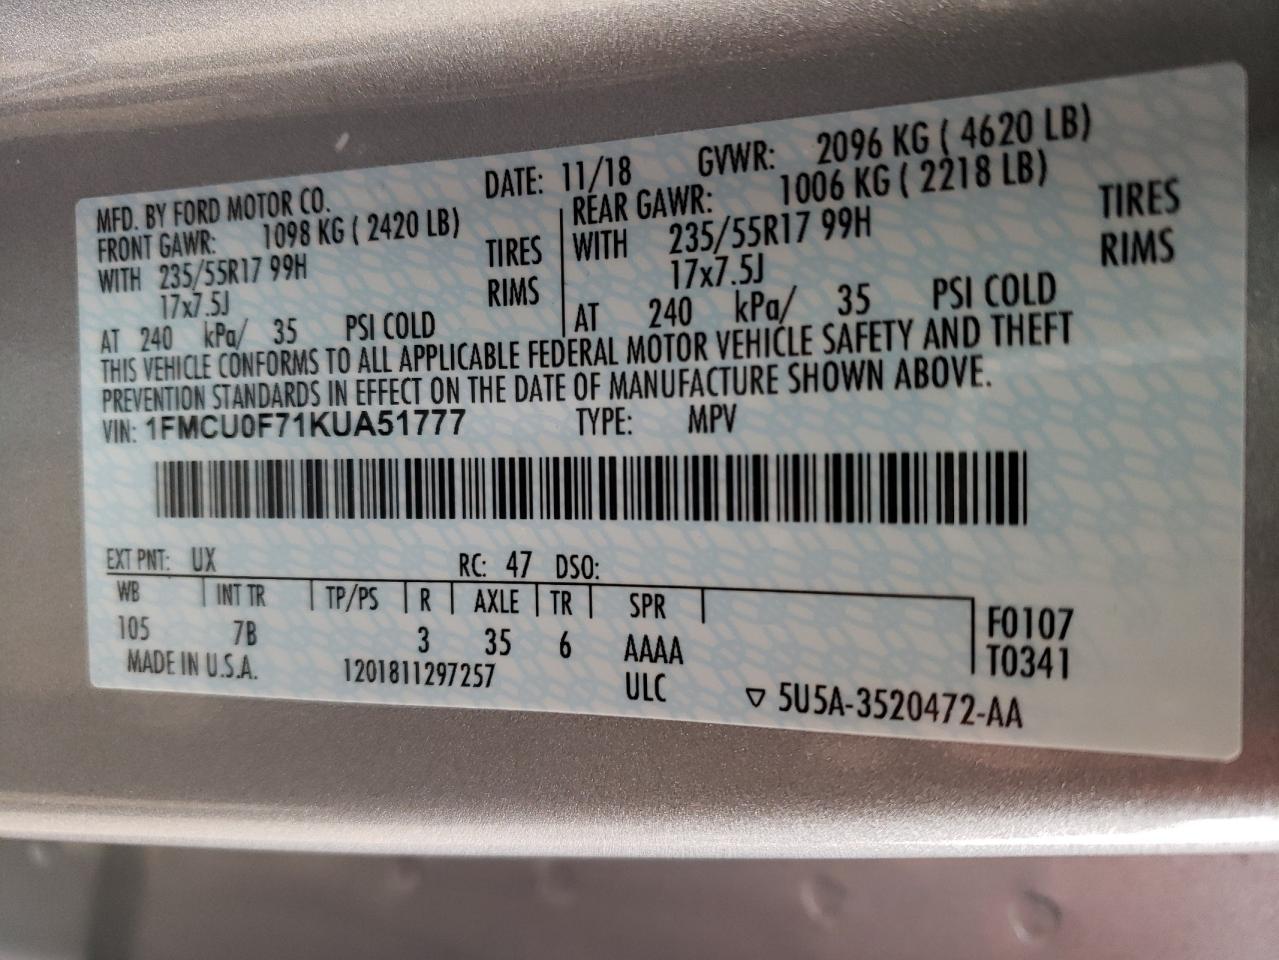 MFD. BY FORD MOTOR CO. DATE: 11/18 GVWR: 2096 KG ( 4620 LB)
FRONT GAWR: 1098 KG ( 2420 LB) REAR GAWR: 1006 KG ( 2218 LB)
WITH 235/55R17 99H TIRES WITH 235/55R17 99H TIRES
17x7.5J RIMS 17x7.5J RIMS
AT 240 kPa/ 35 PSI COLD AT 240 kPa/ 35 PSI COLD
THIS VEHICLE CONFORMS TO ALL APPLICABLE FEDERAL MOTOR VEHICLE SAFETY AND THEFT
PREVENTION STANDARDS IN EFFECT ON THE DATE OF MANUFACTURE SHOWN ABOVE.
VIN: 1FMCU0F71KUA51777 TYPE: MPV
EXT PNT: UX RC: 47 DSO:
WB INT TR TP/PS R AXLE TR SPR
105 7B 3 35 6 AAAA F0107
MADE IN U.S.A. 1201811297257 ULC T0341
▽ 5U5A-3520472-AA